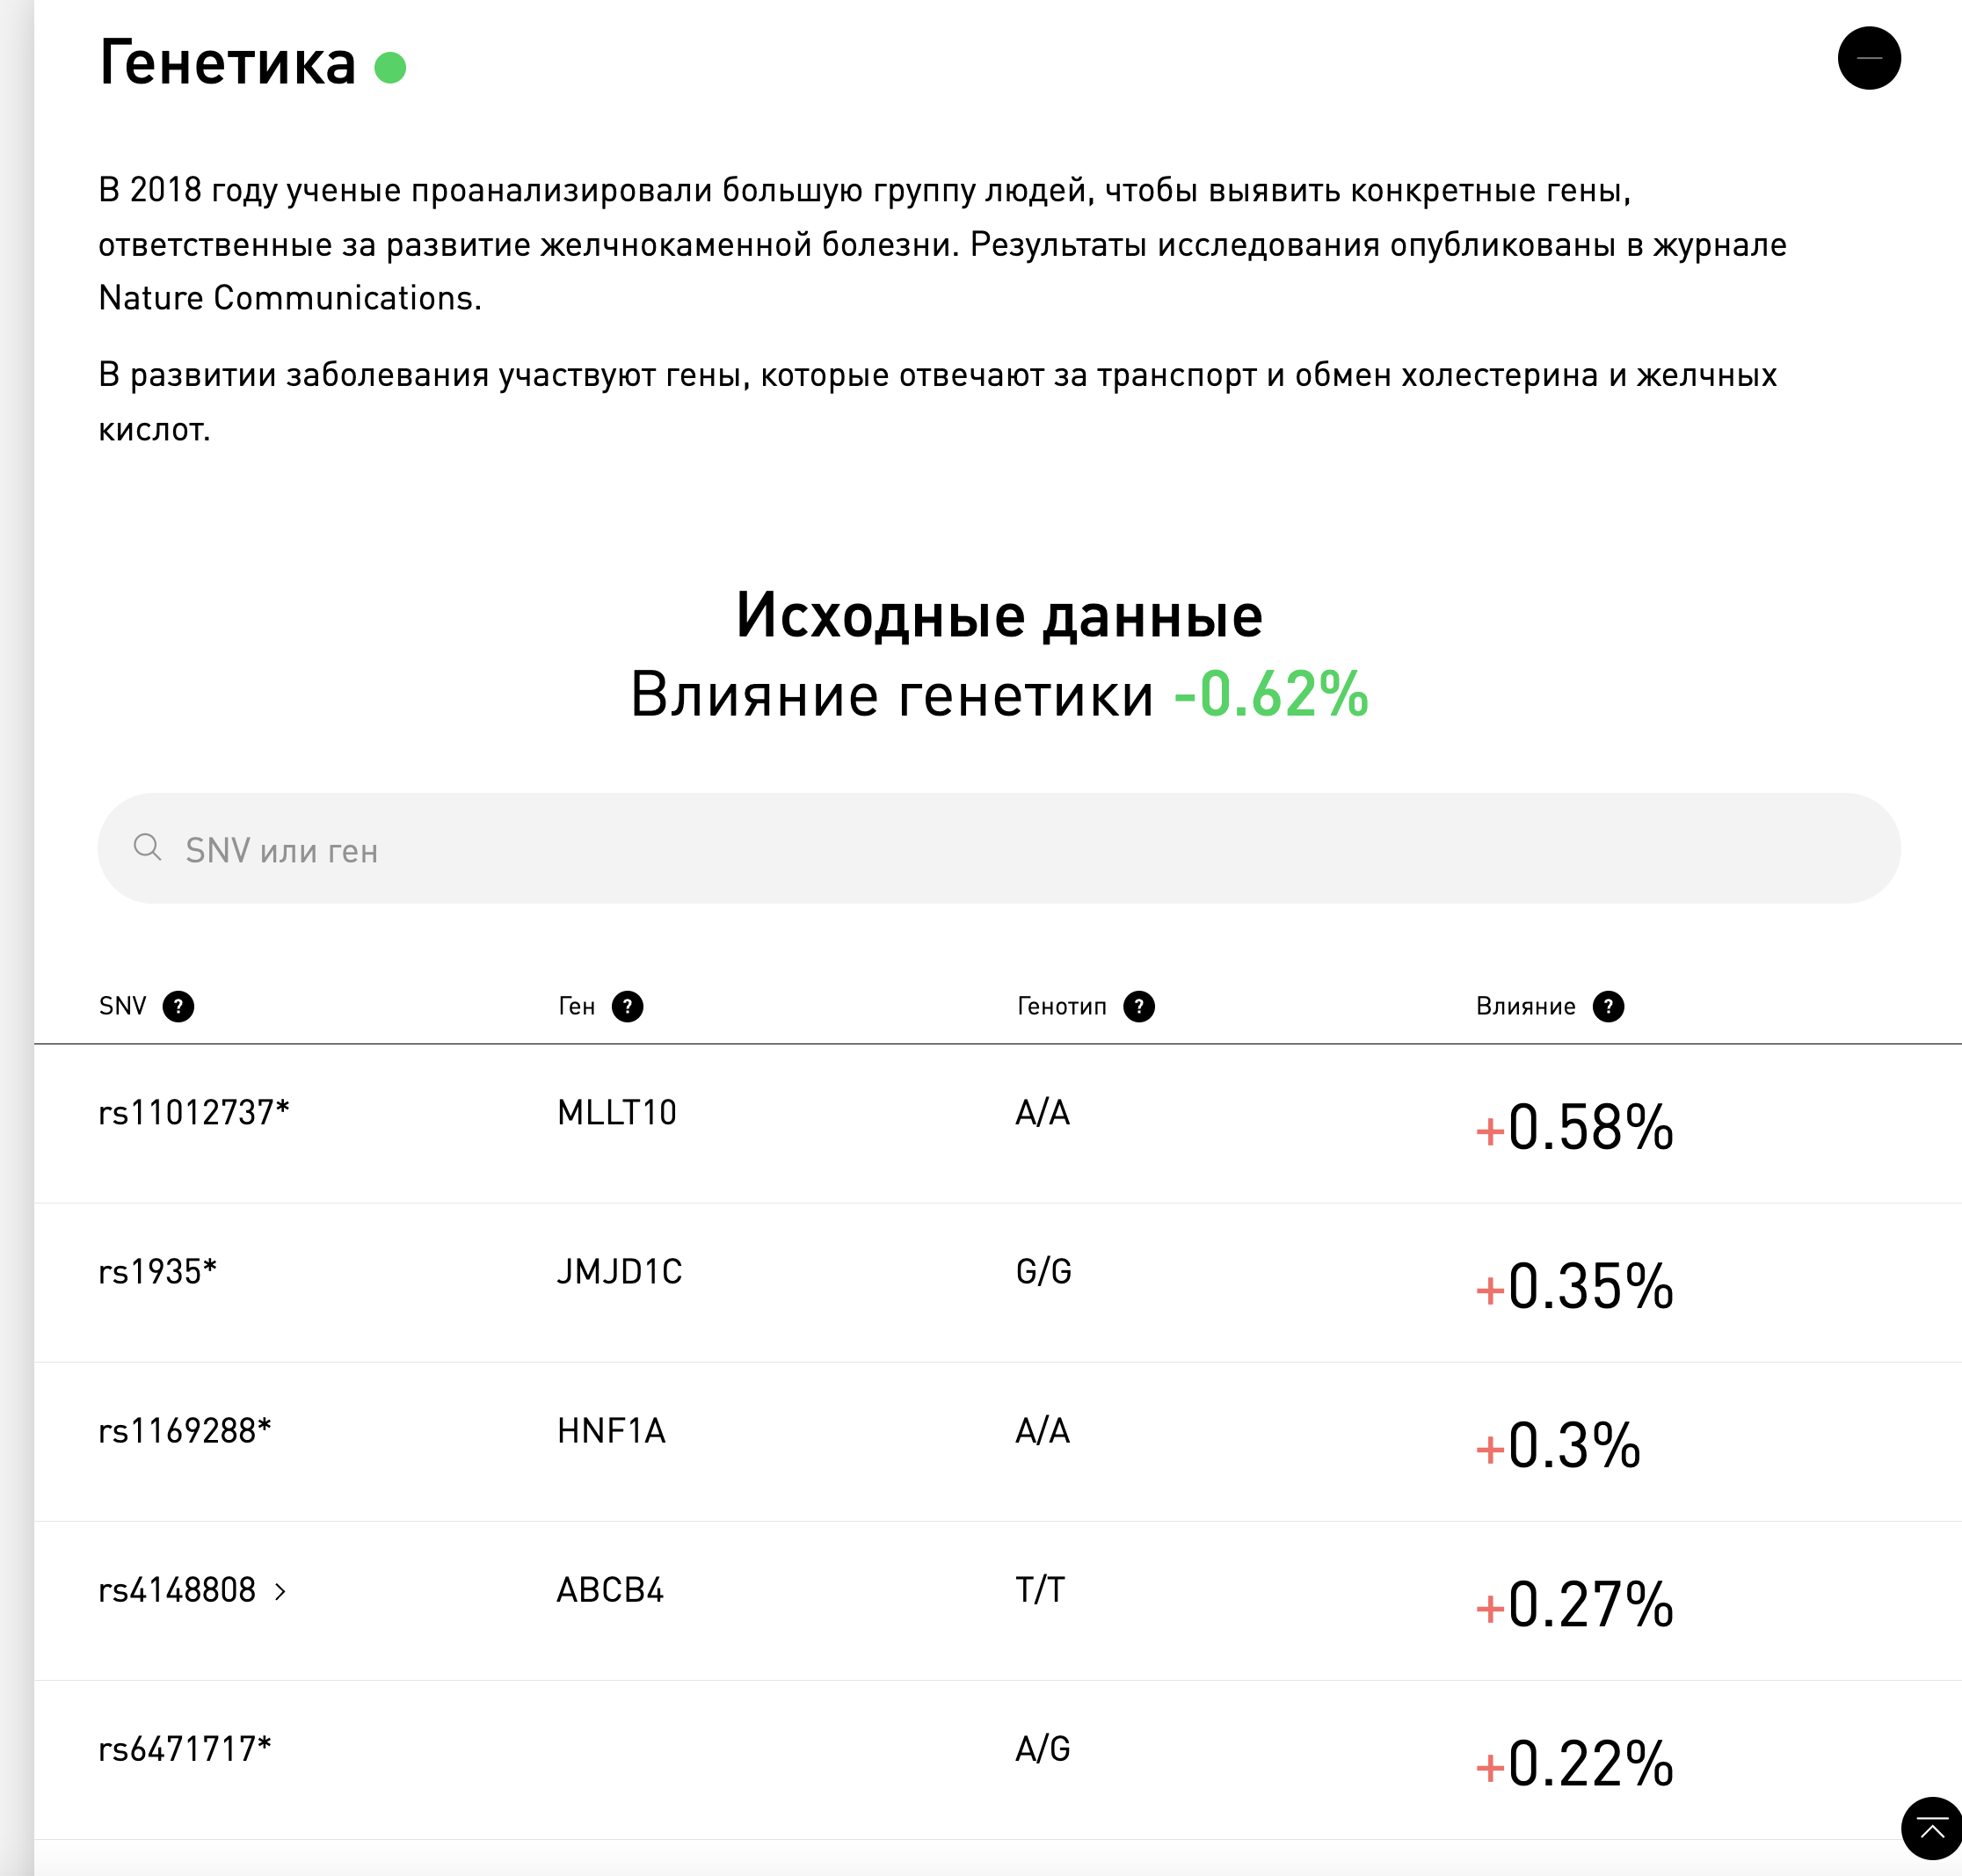 Генетика
В 2018 году ученые проанализировали большую группу людей, чтобы выявить конкретные гены,
ответственные за развитие желчнокаменной болезни. Результаты исследования опубликованы в журнале
Nature Communications.
В развитии заболевания участвуют гены, которые отвечают за транспорт и обмен холестерина и желчных
кислот.
Исходные данные
Влияние генетики -0.62%
SNV или ген
SNV ? Ген ? Генотип ? Влияние ?
rs11012737* MLLT10 A/A +0.58%
rs1935* JMJD1C G/G +0.35%
rs1169288* HNF1A A/A +0.3%
rs4148808 > ABCB4 T/T +0.27%
rs6471717* A/G +0.22%